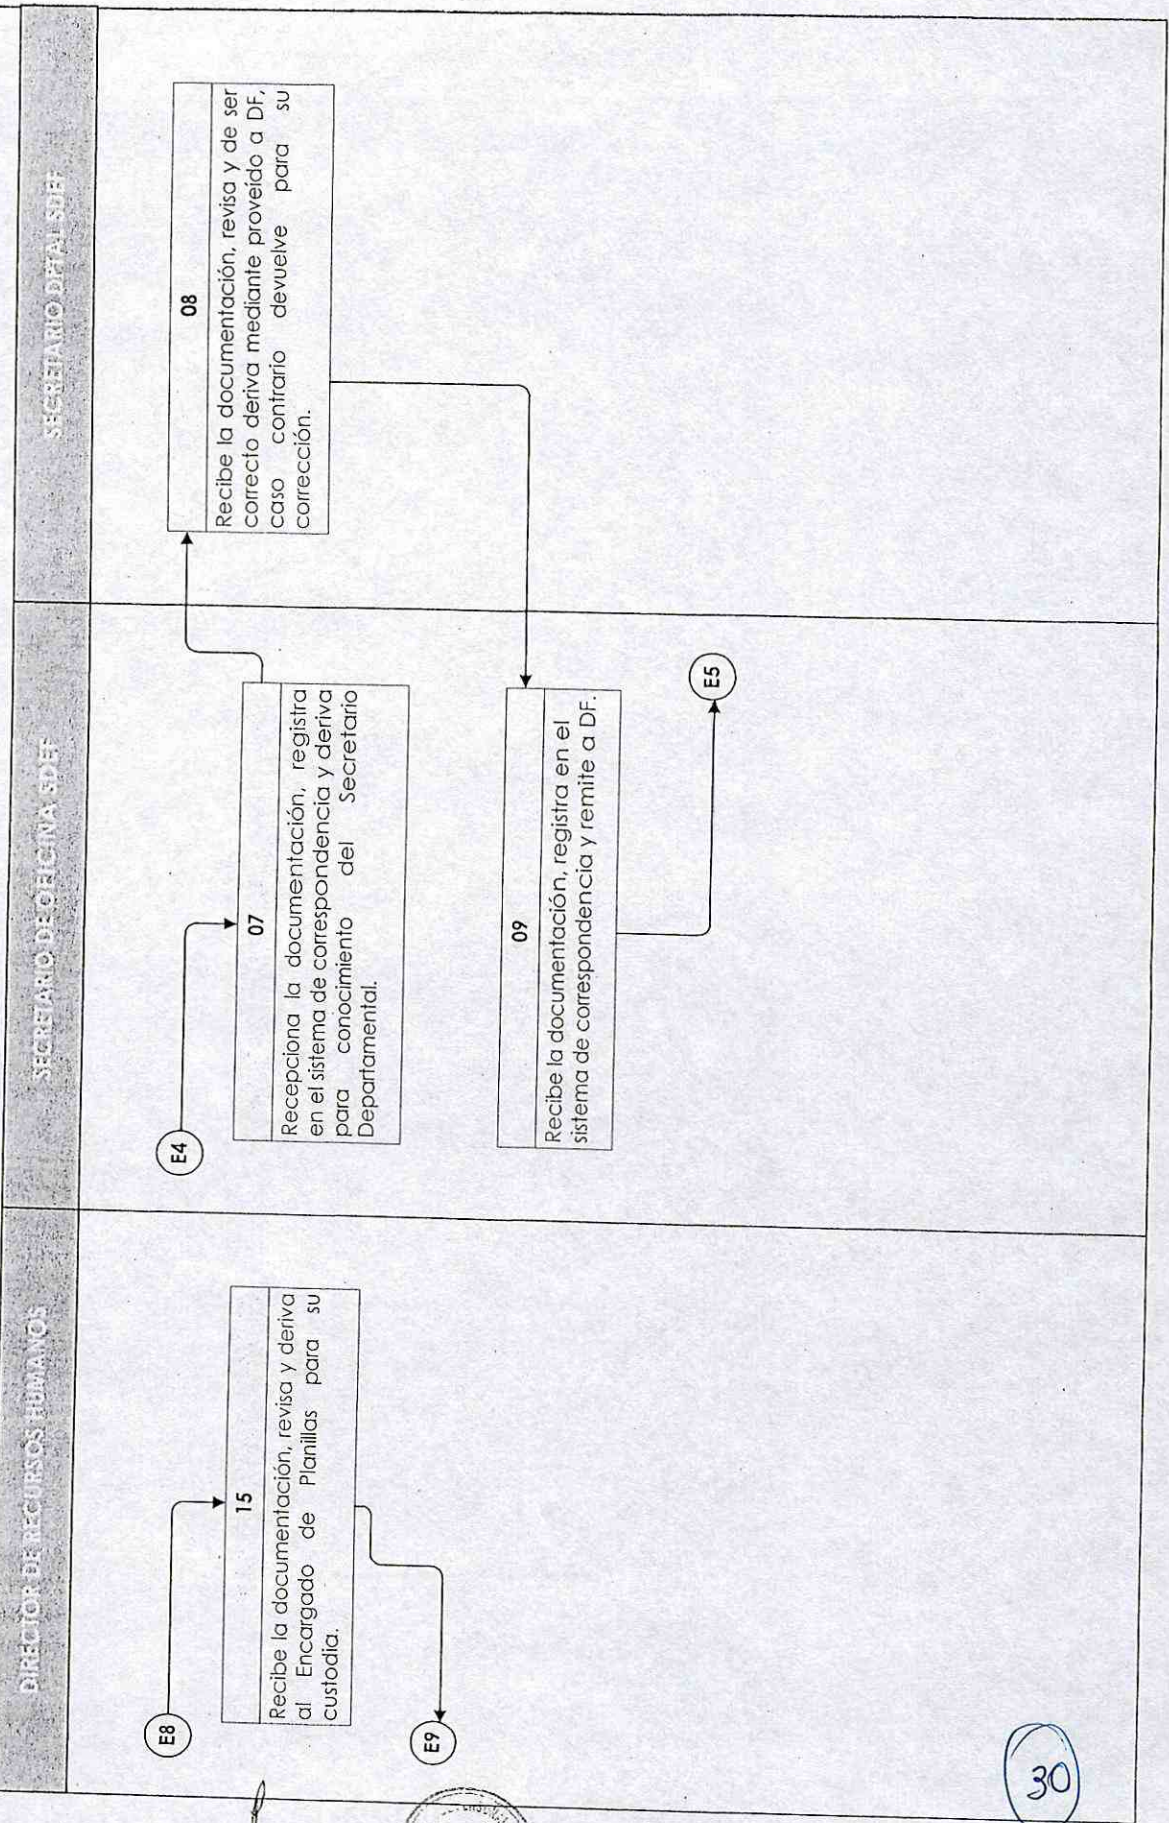 DIRECTOR DE RECURSOS HUMANOS
SECRETARIO DE OFICINA SDEF
SECRETARIO DPTAL SDEF
E8
15
Recibe la documentación, revisa y deriva
al Encargado de Planillas para su
custodia.
E9
E4
07
Recepciona la documentación, registra
en el sistema de correspondencia y deriva
para conocimiento del Secretario
Departamental.
08
Recibe la documentación, revisa y de ser
correcto deriva mediante proveído a DF,
caso contrario devuelve para su
corrección.
09
Recibe la documentación, registra en el
sistema de correspondencia y remite a DF.
E5
30